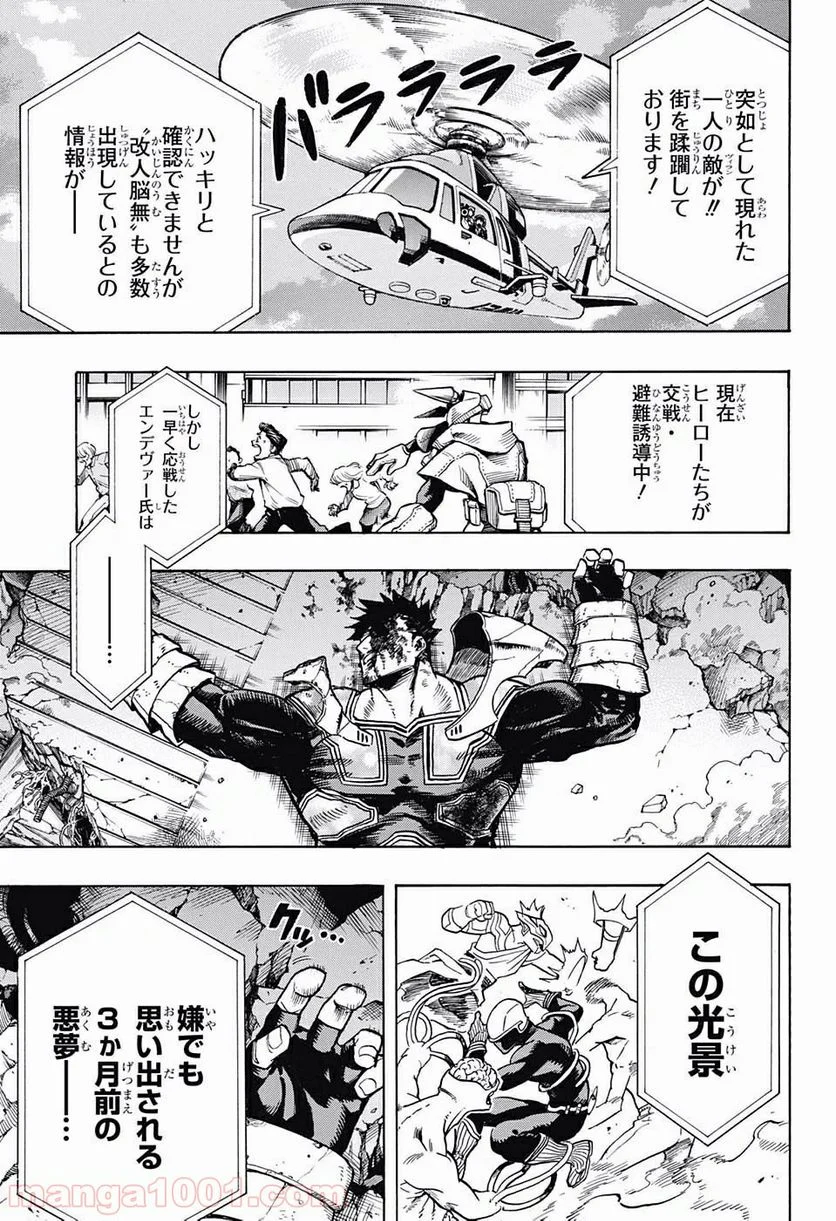 突如として現れた
一人の敵が!!
街を蹂躙して
おります!
バラララララ
ハッキリと
確認できませんが
〝改人脳無〟も多数
出現しているとの
情報が――
現在
ヒーローたちが
交戦・
避難誘導中!
しかし
一早く応戦した
エンデヴァー氏は
――…
この光景
クッ…
嫌でも
思い出される
3か月前の
悪夢――…
manga1001.com